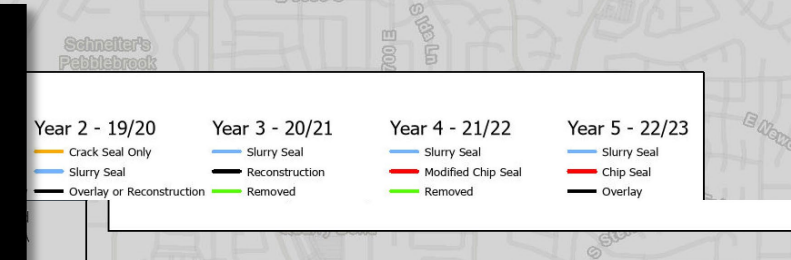 Schneiter's
Pebblebrook
700 E
S Ida Ln
Year 2 - 19/20
Crack Seal Only
Slurry Seal
Overlay or Reconstruction
Year 3 - 20/21
Slurry Seal
Reconstruction
Removed
Year 4 - 21/22
Slurry Seal
Modified Chip Seal
Removed
Year 5 - 22/23
Slurry Seal
Chip Seal
Overlay